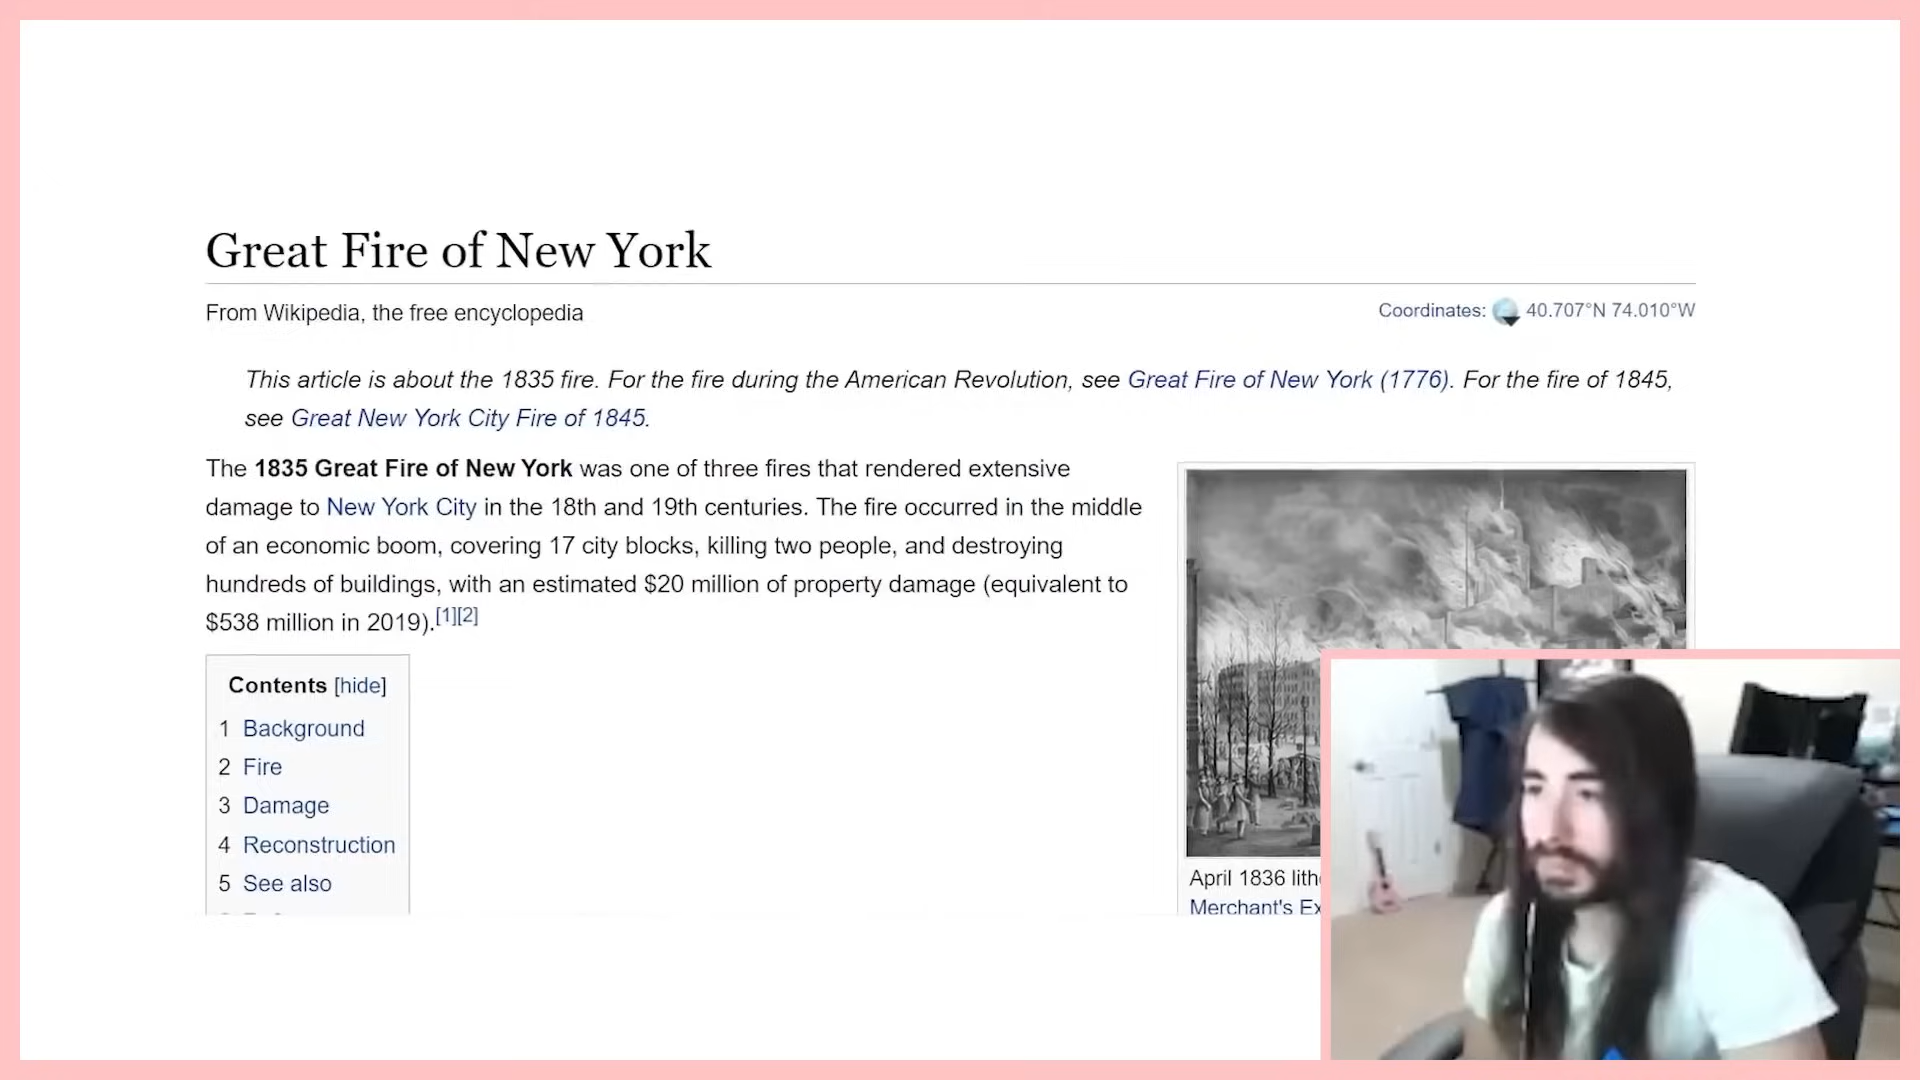 Great Fire of New York
From Wikipedia, the free encyclopedia
Coordinates: 40.707°N 74.010°W
This article is about the 1835 fire. For the fire during the American Revolution, see Great Fire of New York (1776). For the fire of 1845,
see Great New York City Fire of 1845.
The 1835 Great Fire of New York was one of three fires that rendered extensive
damage to New York City in the 18th and 19th centuries. The fire occurred in the middle
of an economic boom, covering 17 city blocks, killing two people, and destroying
hundreds of buildings, with an estimated $20 million of property damage (equivalent to
$538 million in 2019).[1][2]
Contents [hide]
1 Background
2 Fire
3 Damage
4 Reconstruction
5 See also
April 1836
Merchant's